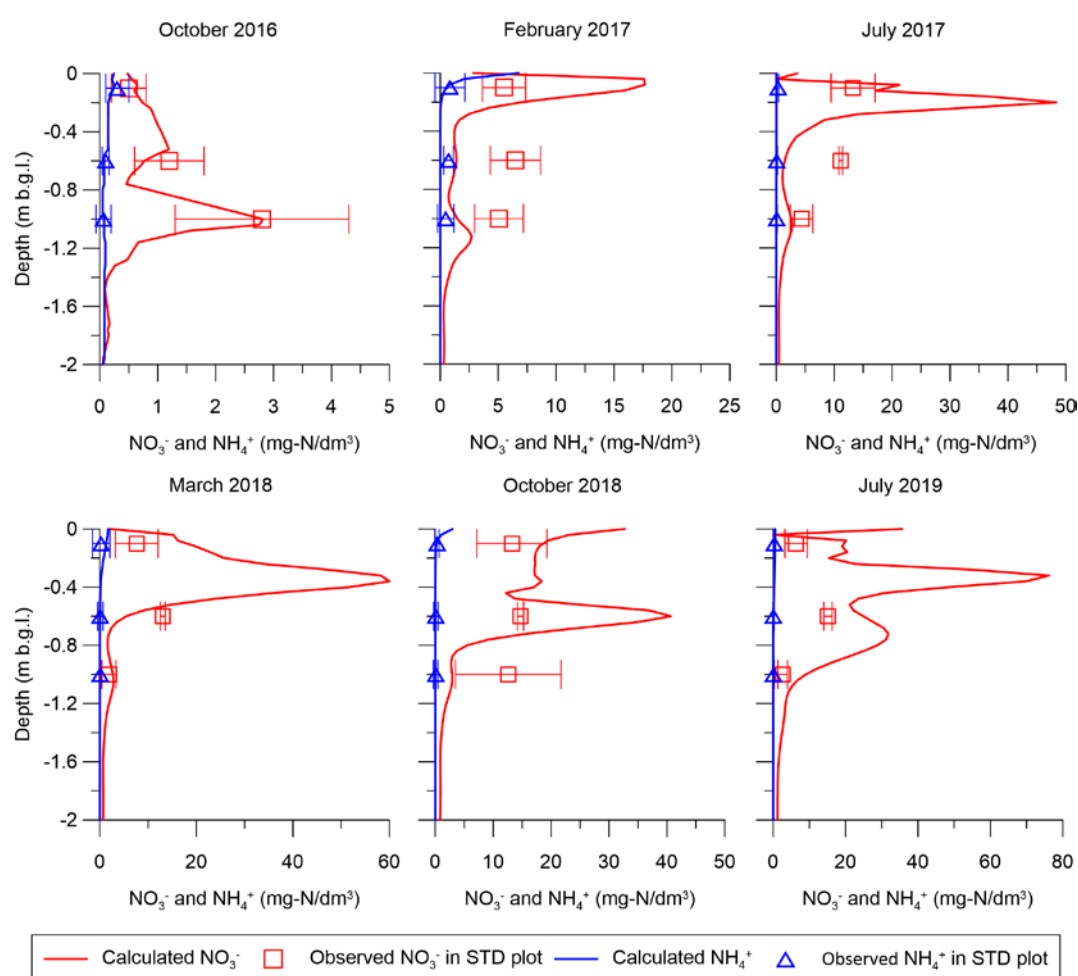 October 2016
February 2017
July 2017
0
-0.4
-0.8
-1.2
-1.6
-2
Depth (m b.g.l.)
0 1 2 3 4 5
0 5 10 15 20 25
0 10 20 30 40 50
NO₃⁻ and NH₄⁺ (mg-N/dm³)
NO₃⁻ and NH₄⁺ (mg-N/dm³)
NO₃⁻ and NH₄⁺ (mg-N/dm³)
March 2018
October 2018
July 2019
0
-0.4
-0.8
-1.2
-1.6
-2
Depth (m b.g.l.)
0 20 40 60
0 10 20 30 40 50
0 20 40 60 80
NO₃⁻ and NH₄⁺ (mg-N/dm³)
NO₃⁻ and NH₄⁺ (mg-N/dm³)
NO₃⁻ and NH₄⁺ (mg-N/dm³)
Calculated NO₃⁻ Observed NO₃⁻ in STD plot Calculated NH₄⁺ Observed NH₄⁺ in STD plot